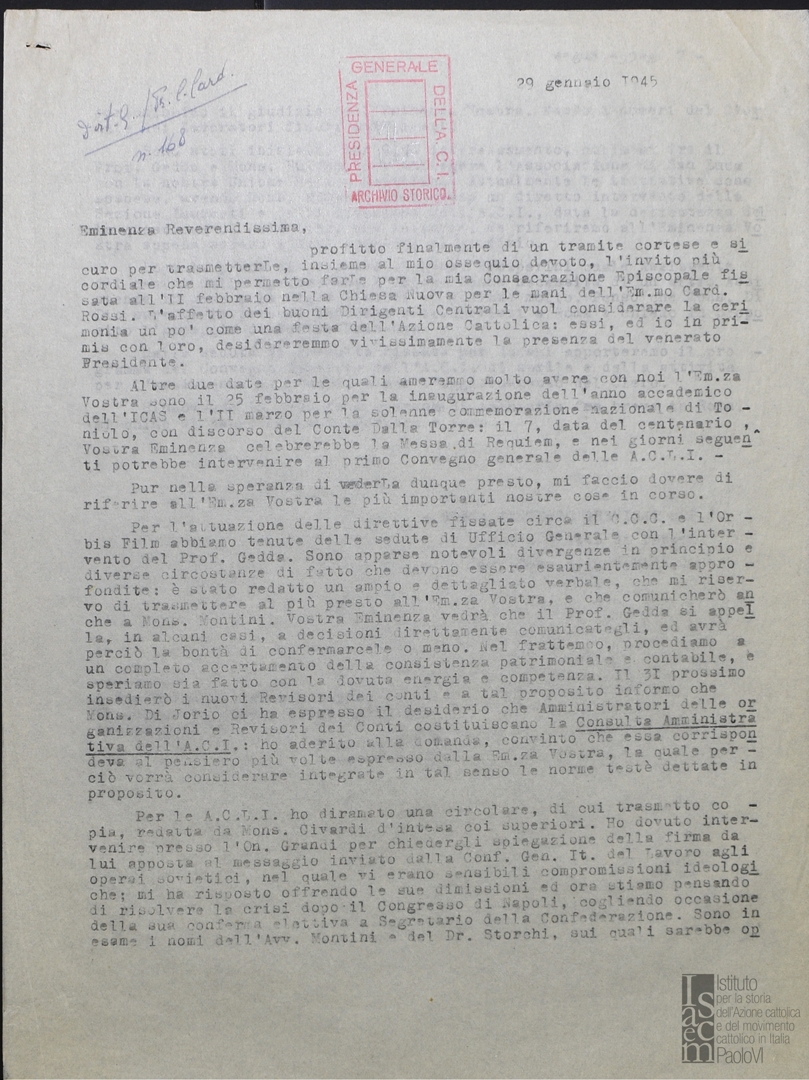 29 gennaio I945
n. 168
PRESIDENZA
GENERALE
DELL'A. C. I.
ARCHIVIO STORICO.
Eminenza Reverendissima,
profitto finalmente di un tramite cortese e si
curo per trasmetterLe, insieme al mio ossequio devoto, l'invito più
cordiale che mi permetto farLe per la mia Consacrazione Episcopale fis
sata all'II febbraio nella Chiesa Nuova per le mani dell'Em.mo Card.
Rossi. L'affetto dei buoni Dirigenti Centrali vuol considerare la ceri
monia un po' come una festa dell'Azione Cattolica: essi, ed io in pri-
mis con loro, desidereremmo vivissimamente la presenza del venerato
Presidente.
Altre due date per le quali ameremmo molto avere con noi l'Em.za
Vostra sono il 25 febbraio per la inaugurazione dell'anno accademico
dell'ICAS e l'II marzo per la solenne commemorazione nazionale di To-
niolo, con discorso del Conte Dalla Torre: il 7, data del centenario ,
Vostra Eminenza celebrerebbe la Messa di Requiem, e nei giorni seguen
ti potrebbe intervenire al primo Convegno generale delle A.C.L.I. -
Pur nella speranza di vederLa dunque presto, mi faccio dovere di
riferire all'Em.za Vostra le più importanti nostre cose in corso.
Per l'attuazione delle direttive fissate circa il C.C.C. e l'Or -
bis Film abbiamo tenute delle sedute di Ufficio Generale con l'inter -
vento del Prof. Gedda. Sono apparse notevoli divergenze in principio e
diverse circostanze di fatto che devono essere esaurientemente appro -
fondite: è stato redatto un ampio e dettagliato verbale, che mi riser-
vo di trasmettere al più presto all'Em.za Vostra, e che comunicherò an
che a Mons. Montini. Vostra Eminenza vedrà che il Prof. Gedda si appel
la, in alcuni casi, a decisioni direttamente comunicategli, ed avrà
perciò la bontà di confermarcele o meno. Nel frattempo, procediamo a
un completo accertamento della consistenza patrimoniale e contabile, e
speriamo sia fatto con la dovuta energia e competenza. Il 3I prossimo
insedierò i nuovi Revisori dei conti e a tal proposito informo che
Mons. Di Jorio ci ha espresso il desiderio che Amministratori delle or
ganizzazioni e Revisori dei Conti costituiscano la Consulta Amministra
tiva dell'A.C.I.: ho aderito alla domanda, convinto che essa corrispon
deva al pensiero più volte espresso dalla Em.za Vostra, la quale per -
ciò vorrà considerare integrate in tal senso le norme testè dettate in
proposito.
Per le A.C.L.I. ho diramato una circolare, di cui trasmetto co -
pia, redatta da Mons. Civardi d'intesa coi superiori. Ho dovuto inter-
venire presso l'On. Grandi per chiedergli spiegazione della firma da
lui apposta al messaggio inviato dalla Conf. Gen. It. del Lavoro agli
operai sovietici, nel quale vi erano sensibili compromissioni ideologi
che: mi ha risposto offrendo le sue dimissioni ed ora stiamo pensando
di risolvere la crisi dopo il Congresso di Napoli, cogliendo occasione
della sua conferma elettiva a Segretario della Confederazione. Sono in
esame i nomi dell'Avv. Montini e del Dr. Storchi, sui quali sarebbe op
Isacem
Istituto
per la storia
dell'Azione cattolica
e del movimento
cattolico in Italia
PaoloVI